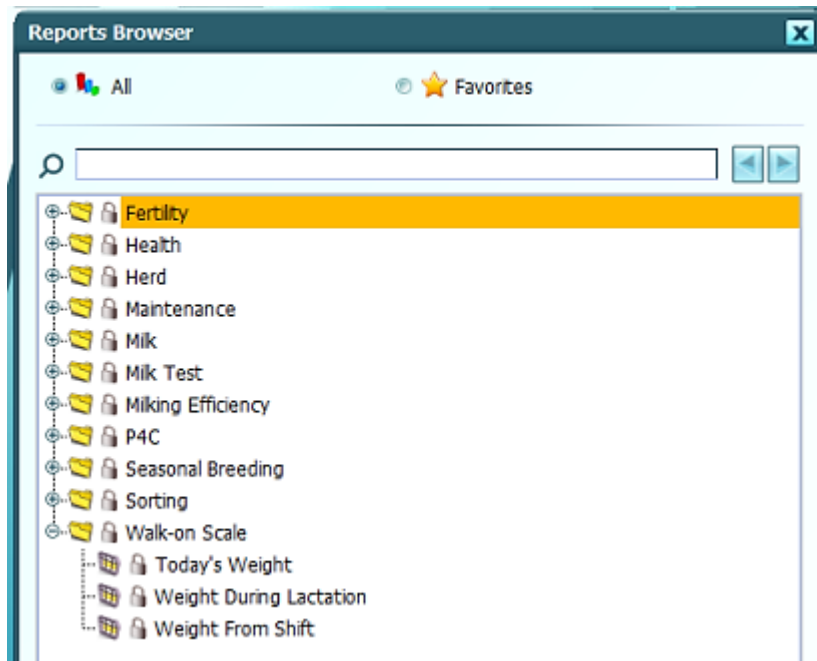 Reports Browser
All
Favorites
Fertility
Health
Herd
Maintenance
Milk
Milk Test
Milking Efficiency
P4C
Seasonal Breeding
Sorting
Walk-on Scale
Today's Weight
Weight During Lactation
Weight From Shift